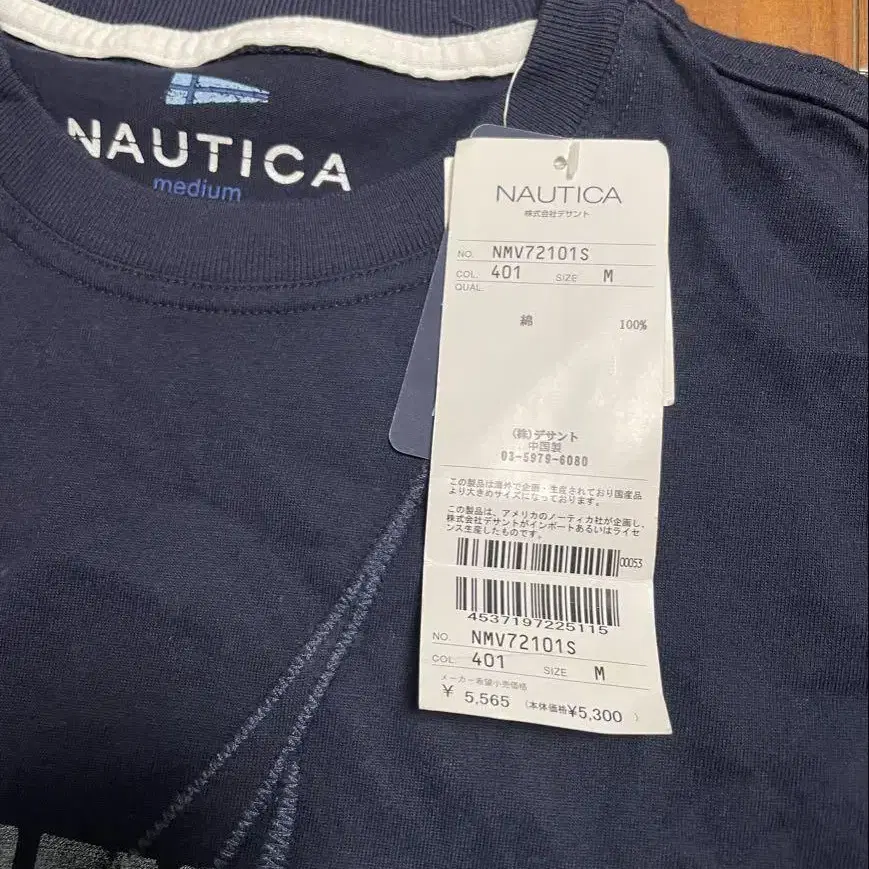 NAUTICA
medium
NAUTICA
株式会社デサント
NO. NMV72101S
COL. 401 SIZE M
QUAL.
綿 100%
(株)デサント
中国製
03-5979-6080
この製品は海外で企画・生産されており国産品
より大きめサイズになっております。
この製品は、アメリカのノーティカ社が企画し、
株式会社デサントがインポートあるいはライセ
ンス生産したものです。
00053
4537197225115
NO. NMV72101S
COL. 401 SIZE M
メーカー希望小売価格
¥ 5,565 (本体価格¥5,300 )